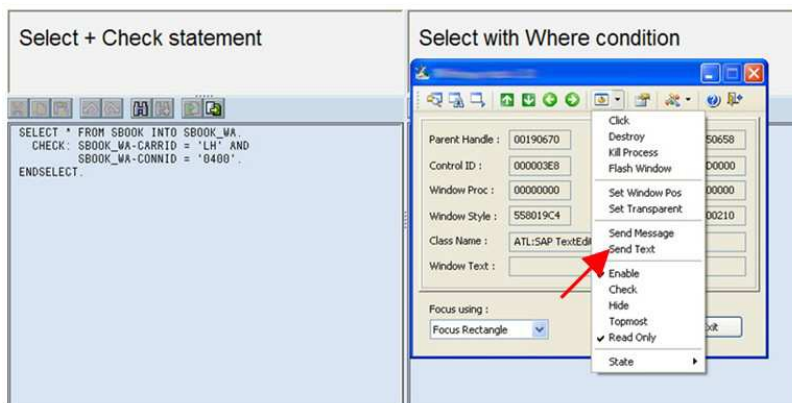 Select + Check statement
Select with Where condition
SELECT * FROM SBOOK INTO SBOOK_WA.
CHECK: SBOOK_WA-CARRID = 'LH' AND
SBOOK_WA-CONNID = '0400'.
ENDSELECT.
Parent Handle : 00190670
50658
Control ID : 000003E8
D0000
Window Proc : 00000000
00000
Window Style : 558019C4
00210
Class Name : ATL:SAP TextEdi
Window Text :
Focus using :
Focus Rectangle
xit
Click
Destroy
Kill Process
Flash Window
Set Window Pos
Set Transparent
Send Message
Send Text
Enable
Check
Hide
Topmost
Read Only
State